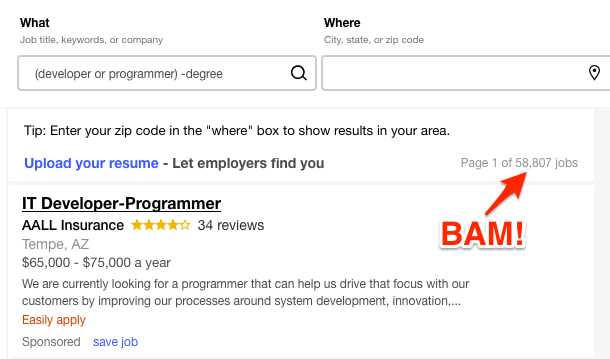 What
Where
Job title, keywords, or company
City, state, or zip code
(developer or programmer) -degree
Tip: Enter your zip code in the "where" box to show results in your area.
Upload your resume - Let employers find you
Page 1 of 58,807 jobs
BAM!
IT Developer-Programmer
AALL Insurance 34 reviews
Tempe, AZ
$65,000 - $75,000 a year
We are currently looking for a programmer that can help us drive that focus with our
customers by improving our processes around system development, innovation,...
Easily apply
Sponsored save job